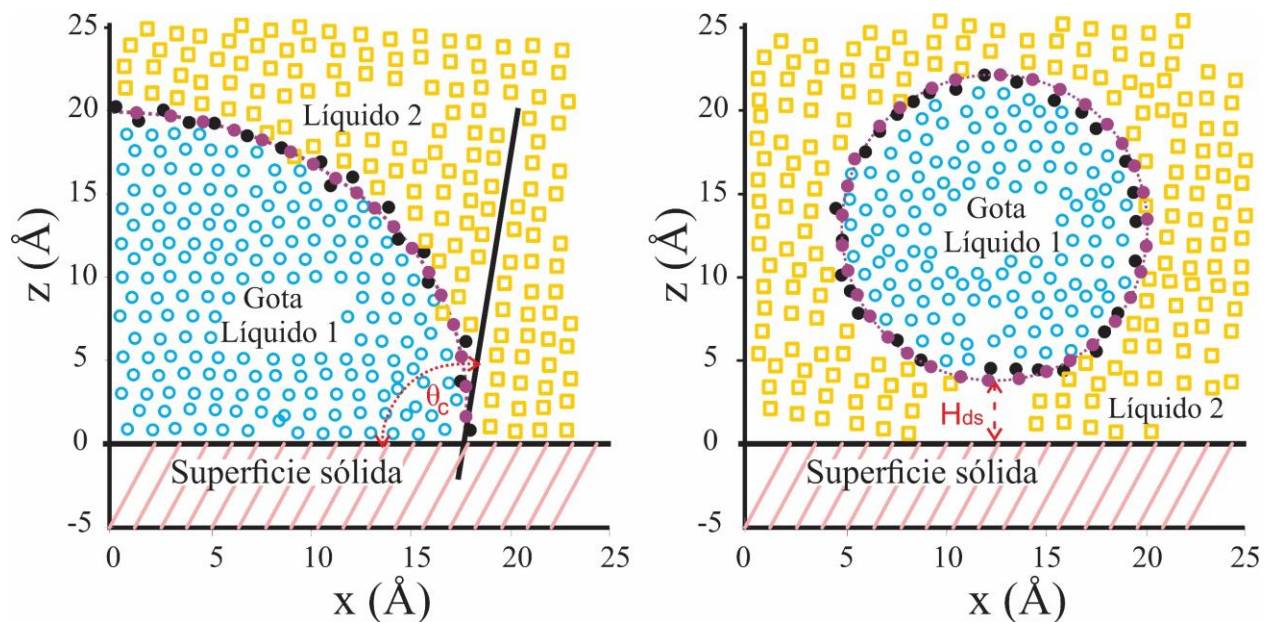 25
20
15
10
5
0
-5
z (Å)
Líquido 2
Gota
Líquido 1
θc
Superficie sólida
0 5 10 15 20 25
x (Å)
25
20
15
10
5
0
-5
z (Å)
Gota
Líquido 1
Hds
Líquido 2
Superficie sólida
0 5 10 15 20 25
x (Å)